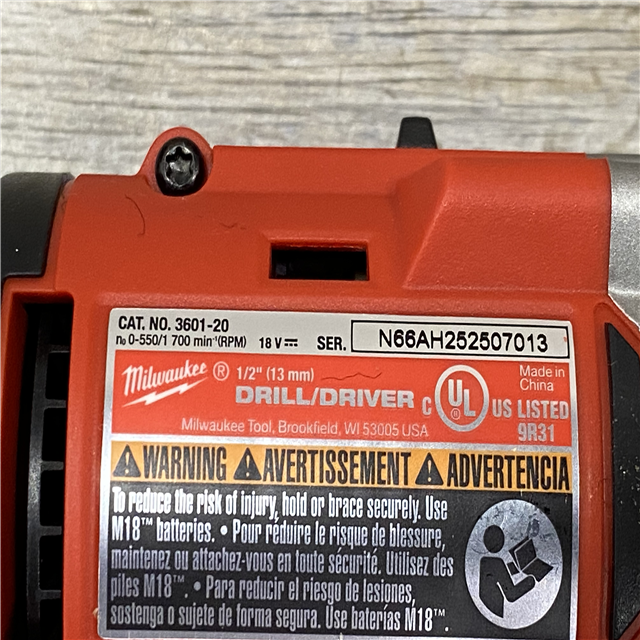 CAT. NO. 3601-20
n₀ 0-550/1 700 min⁻¹(RPM) 18 V⎓ SER. N66AH252507013
Milwaukee® 1/2" (13 mm)
DRILL/DRIVER
Milwaukee Tool, Brookfield, WI 53005 USA
C UL® US LISTED
9R31
Made in
China
⚠WARNING ⚠AVERTISSEMENT ⚠ADVERTENCIA
To reduce the risk of injury, hold or brace securely. Use
M18™ batteries. • Pour réduire le risque de blessure,
maintenez ou attachez-vous en toute sécurité. Utilisez des
piles M18™. • Para reducir el riesgo de lesiones,
sostenga o sujete de forma segura. Use baterías M18™.